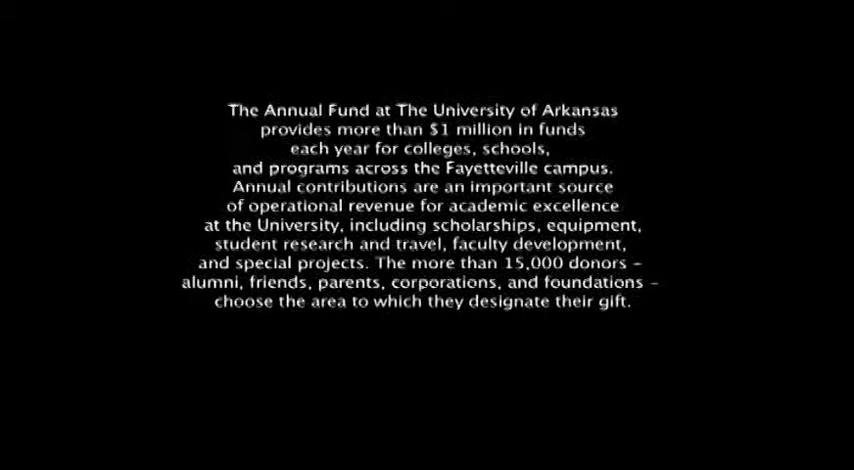 The Annual Fund at The University of Arkansas
provides more than $1 million in funds
each year for colleges, schools,
and programs across the Fayetteville campus.
Annual contributions are an important source
of operational revenue for academic excellence
at the University, including scholarships, equipment,
student research and travel, faculty development,
and special projects. The more than 15,000 donors –
alumni, friends, parents, corporations, and foundations –
choose the area to which they designate their gift.